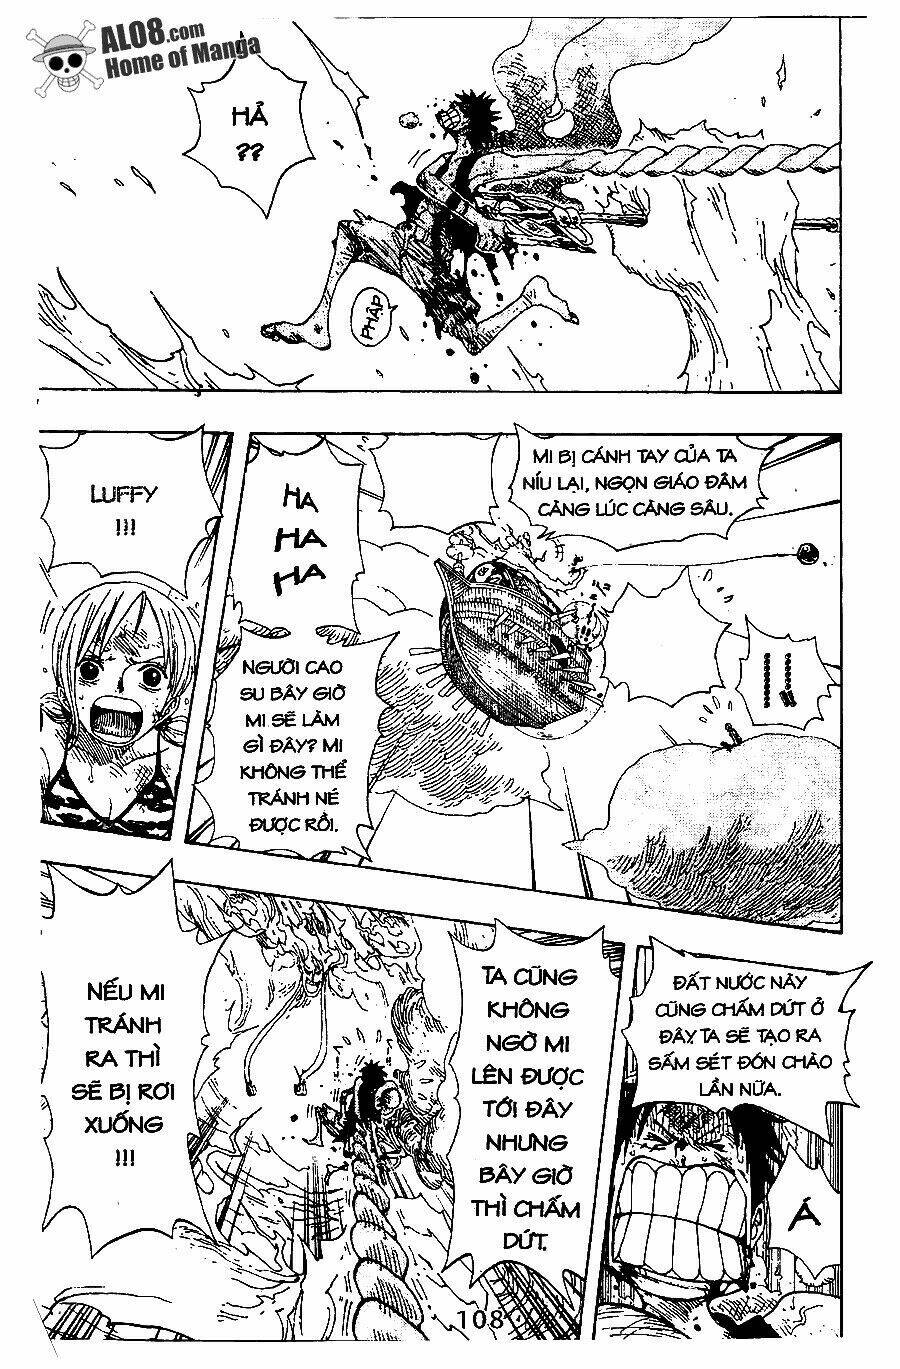 AL08.com
Home of Manga
HẢ
??
PHẬP
MI BỊ CÁNH TAY CỦA TA
NÍU LẠI, NGỌN GIÁO ĐÂM
CÀNG LÚC CÀNG SÂU.
!!
HA
HA
HA
NGƯỜI CAO
SU BÂY GIỜ
MI SẼ LÀM
GÌ ĐÂY? MI
KHÔNG THỂ
TRÁNH NÉ
ĐƯỢC RỒI.
LUFFY
!!!
ĐẤT NƯỚC NÀY
CŨNG CHẤM DỨT Ở
ĐÂY TA SẼ TẠO RA
SẤM SÉT ĐÓN CHÀO
LẦN NỮA.
Á
TA CŨNG
KHÔNG
NGỜ MI
LÊN ĐƯỢC
TỚI ĐÂY
NHƯNG
BÂY GIỜ
THÌ CHẤM
DỨT.
NẾU MI
TRÁNH
RA THÌ
SẼ BỊ RƠI
XUỐNG
!!!
108